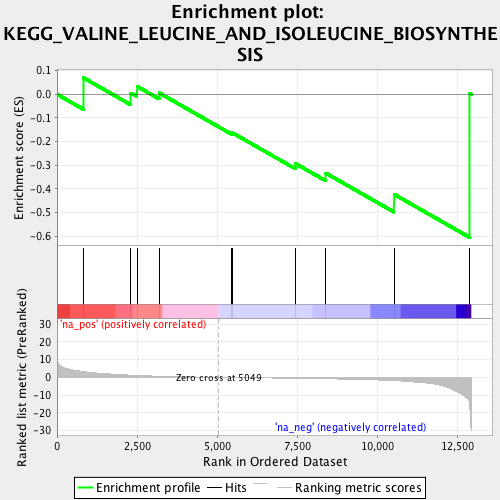 Enrichment plot:
KEGG_VALINE_LEUCINE_AND_ISOLEUCINE_BIOSYNTHE
SIS
Enrichment score (ES)
0.1
0.0
-0.1
-0.2
-0.3
-0.4
-0.5
-0.6
'na_pos' (positively correlated)
Ranked list metric (PreRanked)
30
20
10
0
-10
-20
-30
Zero cross at 5049
'na_neg' (negatively correlated)
0
2,500
5,000
7,500
10,000
12,500
Rank in Ordered Dataset
Enrichment profile
Hits
Ranking metric scores